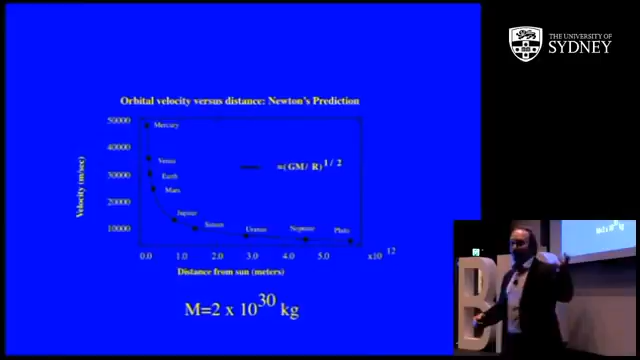 THE UNIVERSITY OF
SYDNEY
Orbital velocity versus distance: Newton's Prediction
Velocity (m/sec)
50000
40000
30000
20000
10000
Mercury
Venus
Earth
Mars
Jupiter
Saturn
Uranus
Neptune
Pluto
=(GM/ R)^1/2
0.0 1.0 2.0 3.0 4.0 5.0 x10^12
Distance from sun (meters)
M=2 x 10^30 kg